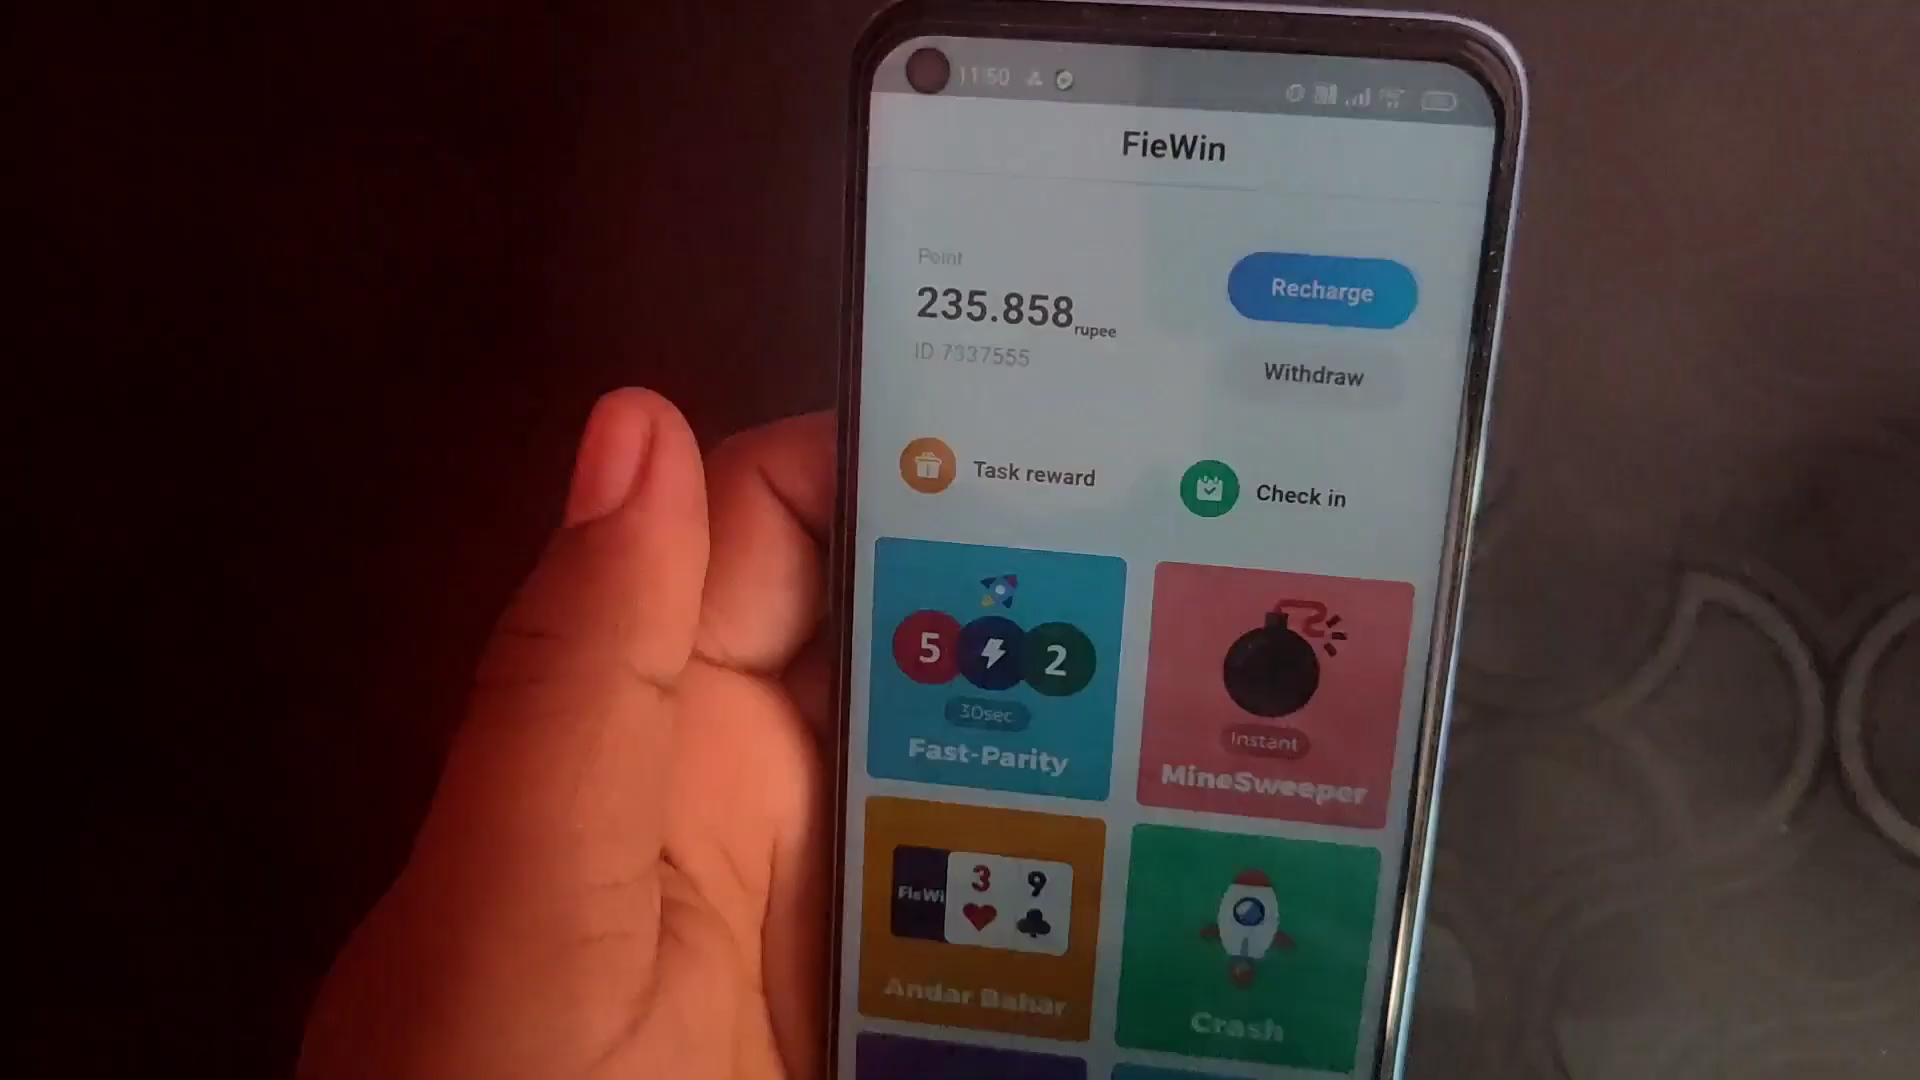 11:50
FieWin
Point
235.858 rupee
Recharge
ID 7337555
Withdraw
Task reward
Check in
5 2
30sec
Fast-Parity
Instant
MineSweeper
FieWi
3 9
Andar Bahar
Crash